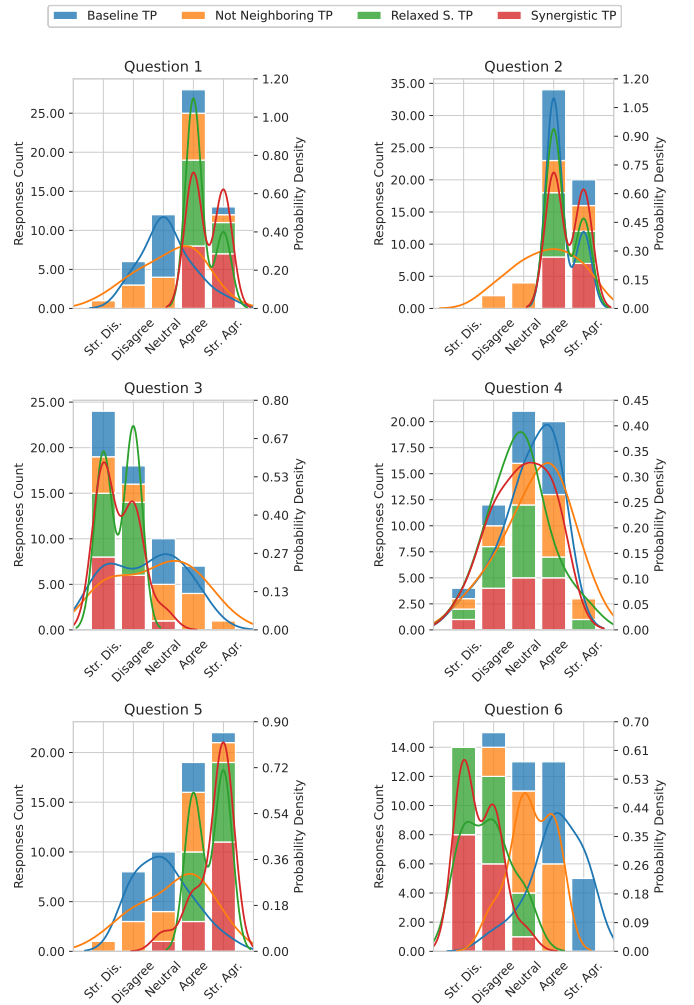 Baseline TP Not Neighboring TP Relaxed S. TP Synergistic TP
Question 1
Responses Count
0.00 5.00 10.00 15.00 20.00 25.00
Str. Dis. Disagree Neutral Agree Str. Agr.
0.00 0.20 0.40 0.60 0.80 1.00 1.20
Probability Density
Question 2
Responses Count
0.00 5.00 10.00 15.00 20.00 25.00 30.00 35.00
Str. Dis. Disagree Neutral Agree Str. Agr.
0.00 0.15 0.30 0.45 0.60 0.75 0.90 1.05 1.20
Probability Density
Question 3
Responses Count
0.00 5.00 10.00 15.00 20.00 25.00
Str. Dis. Disagree Neutral Agree Str. Agr.
0.00 0.13 0.27 0.40 0.53 0.67 0.80
Probability Density
Question 4
Responses Count
0.00 2.50 5.00 7.50 10.00 12.50 15.00 17.50 20.00
Str. Dis. Disagree Neutral Agree Str. Agr.
0.00 0.05 0.10 0.15 0.20 0.25 0.30 0.35 0.40 0.45
Probability Density
Question 5
Responses Count
0.00 5.00 10.00 15.00 20.00
Str. Dis. Disagree Neutral Agree Str. Agr.
0.00 0.18 0.36 0.54 0.72 0.90
Probability Density
Question 6
Responses Count
0.00 2.00 4.00 6.00 8.00 10.00 12.00 14.00
Str. Dis. Disagree Neutral Agree Str. Agr.
0.00 0.09 0.18 0.26 0.35 0.44 0.53 0.61 0.70
Probability Density